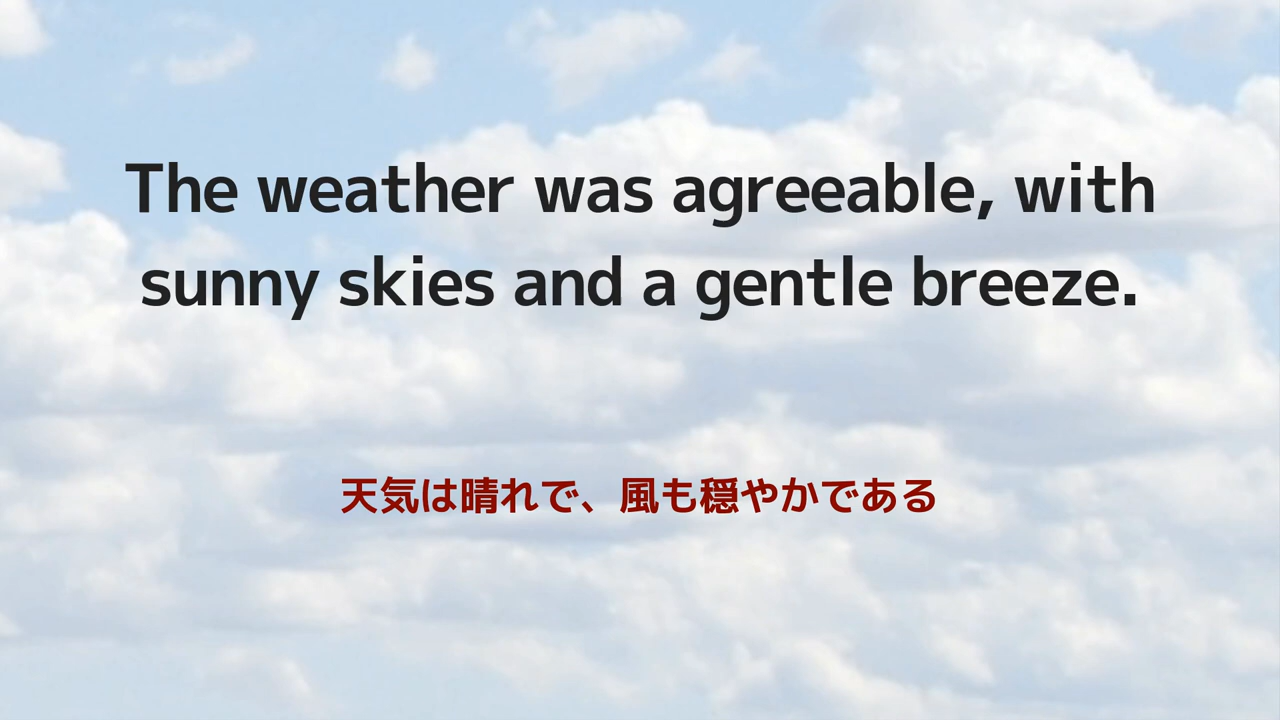 The weather was agreeable, with
sunny skies and a gentle breeze.
天気は晴れで、風も穏やかである